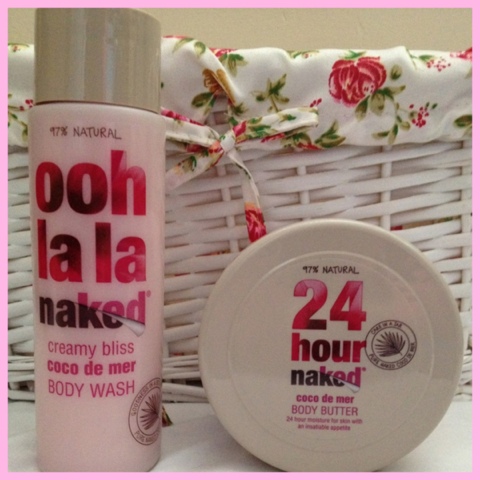 97% NATURAL
ooh
la la
naked®
creamy bliss
coco de mer
BODY WASH
97% NATURAL
24
hour
naked®
coco de mer
BODY BUTTER
24 hour moisture for skin with
an insatiable appetite